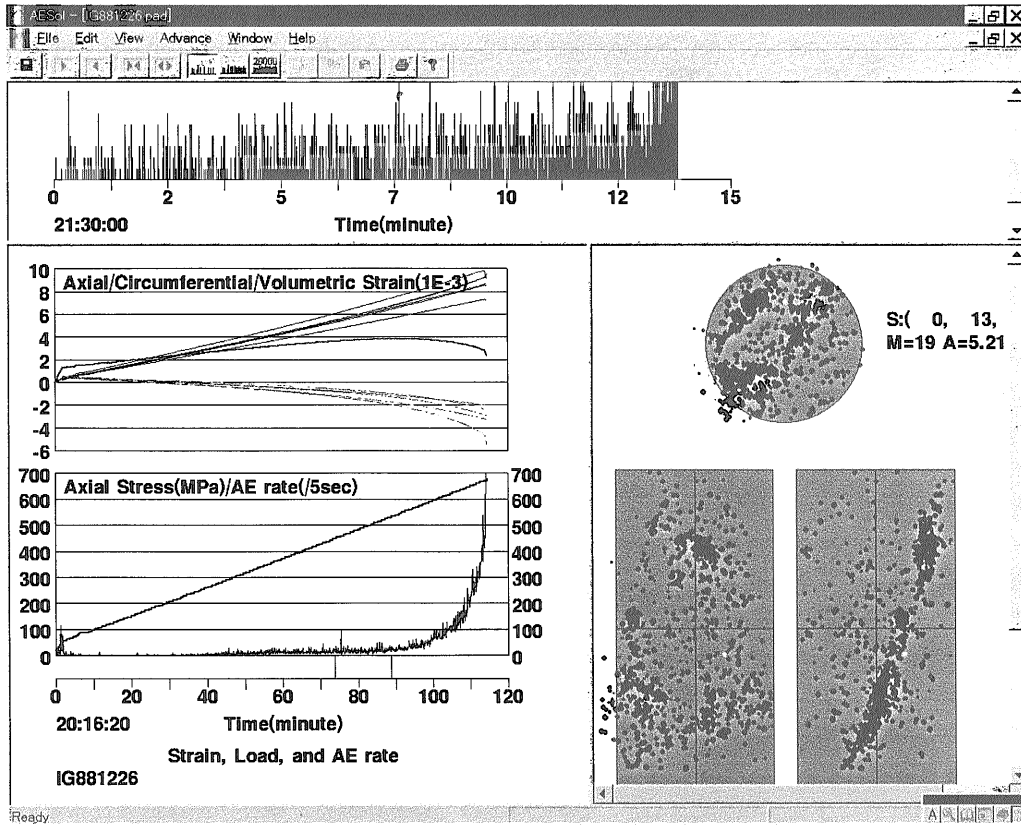 AESol - [IG881226 pad]
File Edit View Advance Window Help
20000
0 2 4 5 7 10 12 15
21:30:00 Time(minute)
10
8
6
4
2
0
-2
-4
-6
Axial/Circumferential/Volumetric Strain(1E-3)
700 700
600 600
500 500
400 400
300 300
200 200
100 100
0 0
Axial Stress(MPa)/AE rate(/5sec)
0 20 40 60 80 100 120
20:16:20 Time(minute)
Strain, Load, and AE rate
IG881226
S:( 0, 13,
M=19 A=5.21
Ready
A